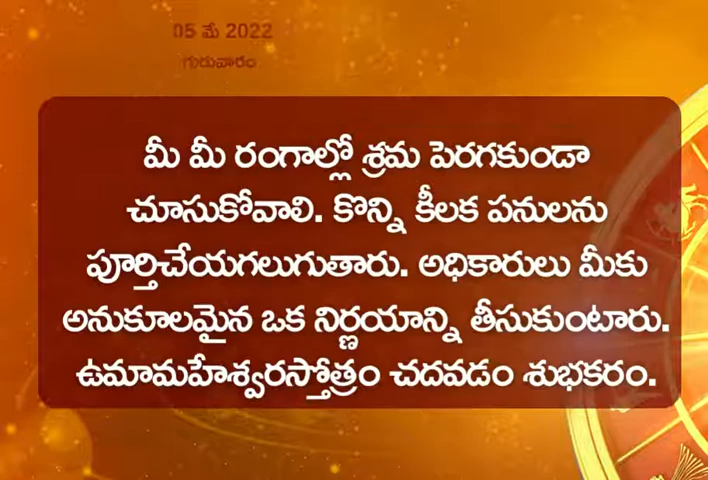 05 మే 2022
గురువారం
మీ మీ రంగాల్లో శ్రమ పెరగకుండా
చూసుకోవాలి. కొన్ని కీలక పనులను
పూర్తిచేయగలుగుతారు. అధికారులు మీకు
అనుకూలమైన ఒక నిర్ణయాన్ని తీసుకుంటారు.
ఉమామహేశ్వరస్తోత్రం చదవడం శుభకరం.